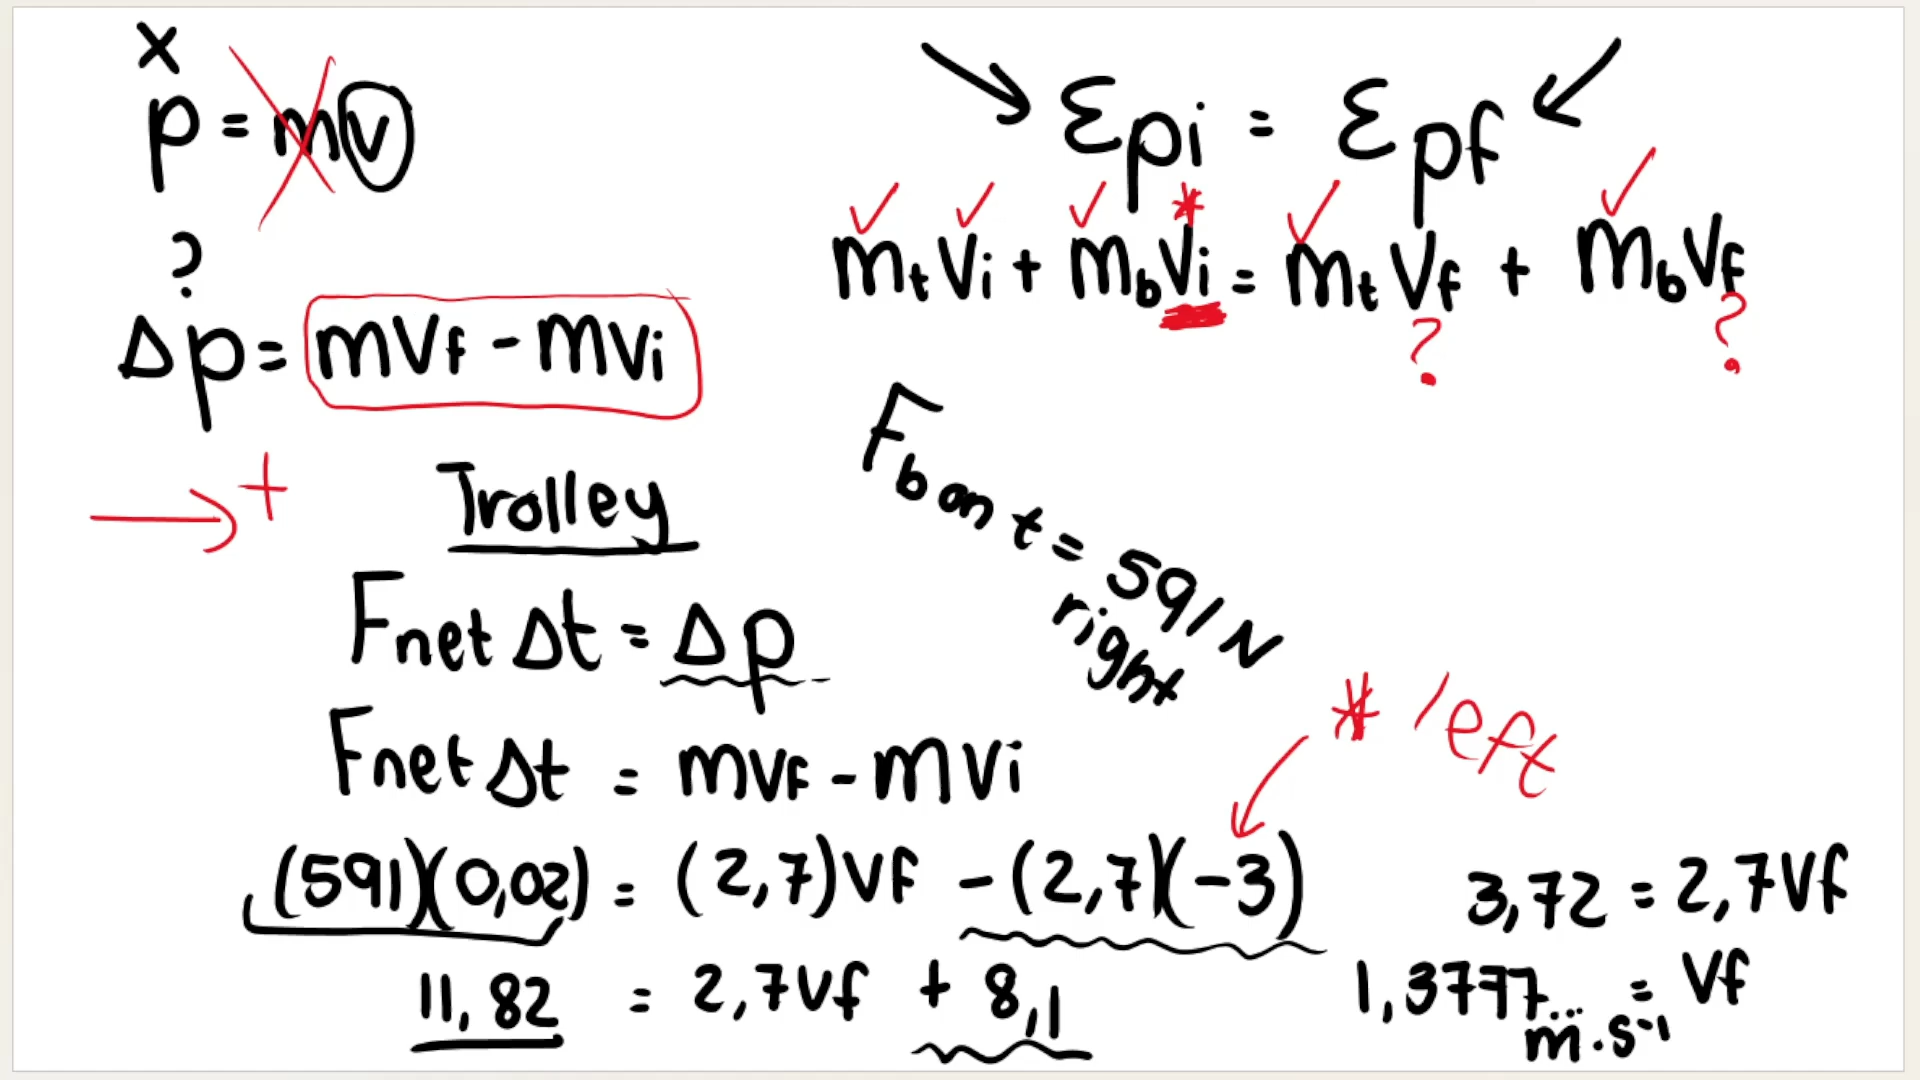 x
p = mv
?
Δp = mVf - mVi
→ +
Trolley
Fnet Δt = Δp
Fnet Δt = mVf - mVi
(591)(0,02) = (2,7)Vf - (2,7)(-3)
11,82 = 2,7Vf + 8,1
Ɛpi = Ɛpf
✓ ✓ ✓ * ✓ ✓
mtVi + mbVi = mtVf + mbVf
? ?
Fb on t = 591 N
right
* left
3,72 = 2,7Vf
1,3777... = Vf
m.s-1